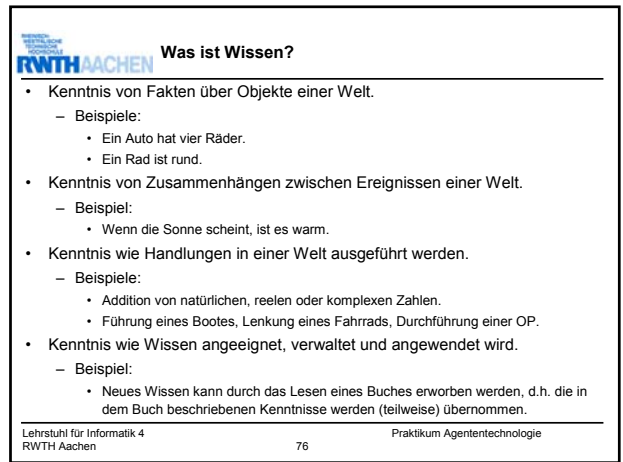 RHEINISCH-
WESTFÄLISCHE
TECHNISCHE
HOCHSCHULE
RWTHAACHEN
Was ist Wissen?
• Kenntnis von Fakten über Objekte einer Welt.
– Beispiele:
• Ein Auto hat vier Räder.
• Ein Rad ist rund.
• Kenntnis von Zusammenhängen zwischen Ereignissen einer Welt.
– Beispiel:
• Wenn die Sonne scheint, ist es warm.
• Kenntnis wie Handlungen in einer Welt ausgeführt werden.
– Beispiele:
• Addition von natürlichen, reelen oder komplexen Zahlen.
• Führung eines Bootes, Lenkung eines Fahrrads, Durchführung einer OP.
• Kenntnis wie Wissen angeeignet, verwaltet und angewendet wird.
– Beispiel:
• Neues Wissen kann durch das Lesen eines Buches erworben werden, d.h. die in
dem Buch beschriebenen Kenntnisse werden (teilweise) übernommen.
Lehrstuhl für Informatik 4
RWTH Aachen
76
Praktikum Agententechnologie